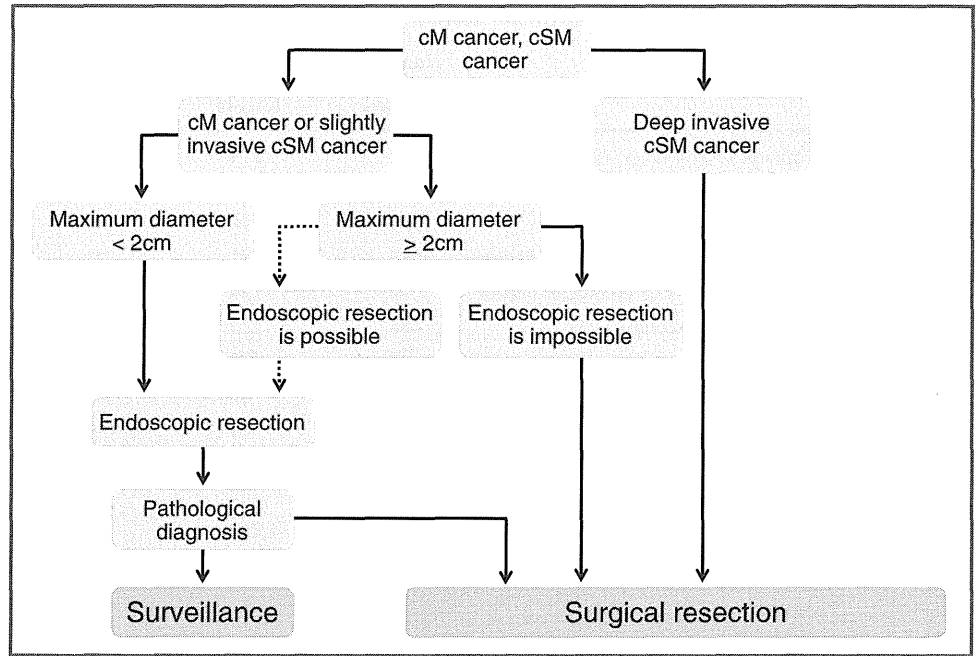 cM cancer, cSM
cancer
cM cancer or slightly
invasive cSM cancer
Deep invasive
cSM cancer
Maximum diameter
< 2cm
Maximum diameter
≥ 2cm
Endoscopic resection
is possible
Endoscopic resection
is impossible
Endoscopic resection
Pathological
diagnosis
Surveillance
Surgical resection